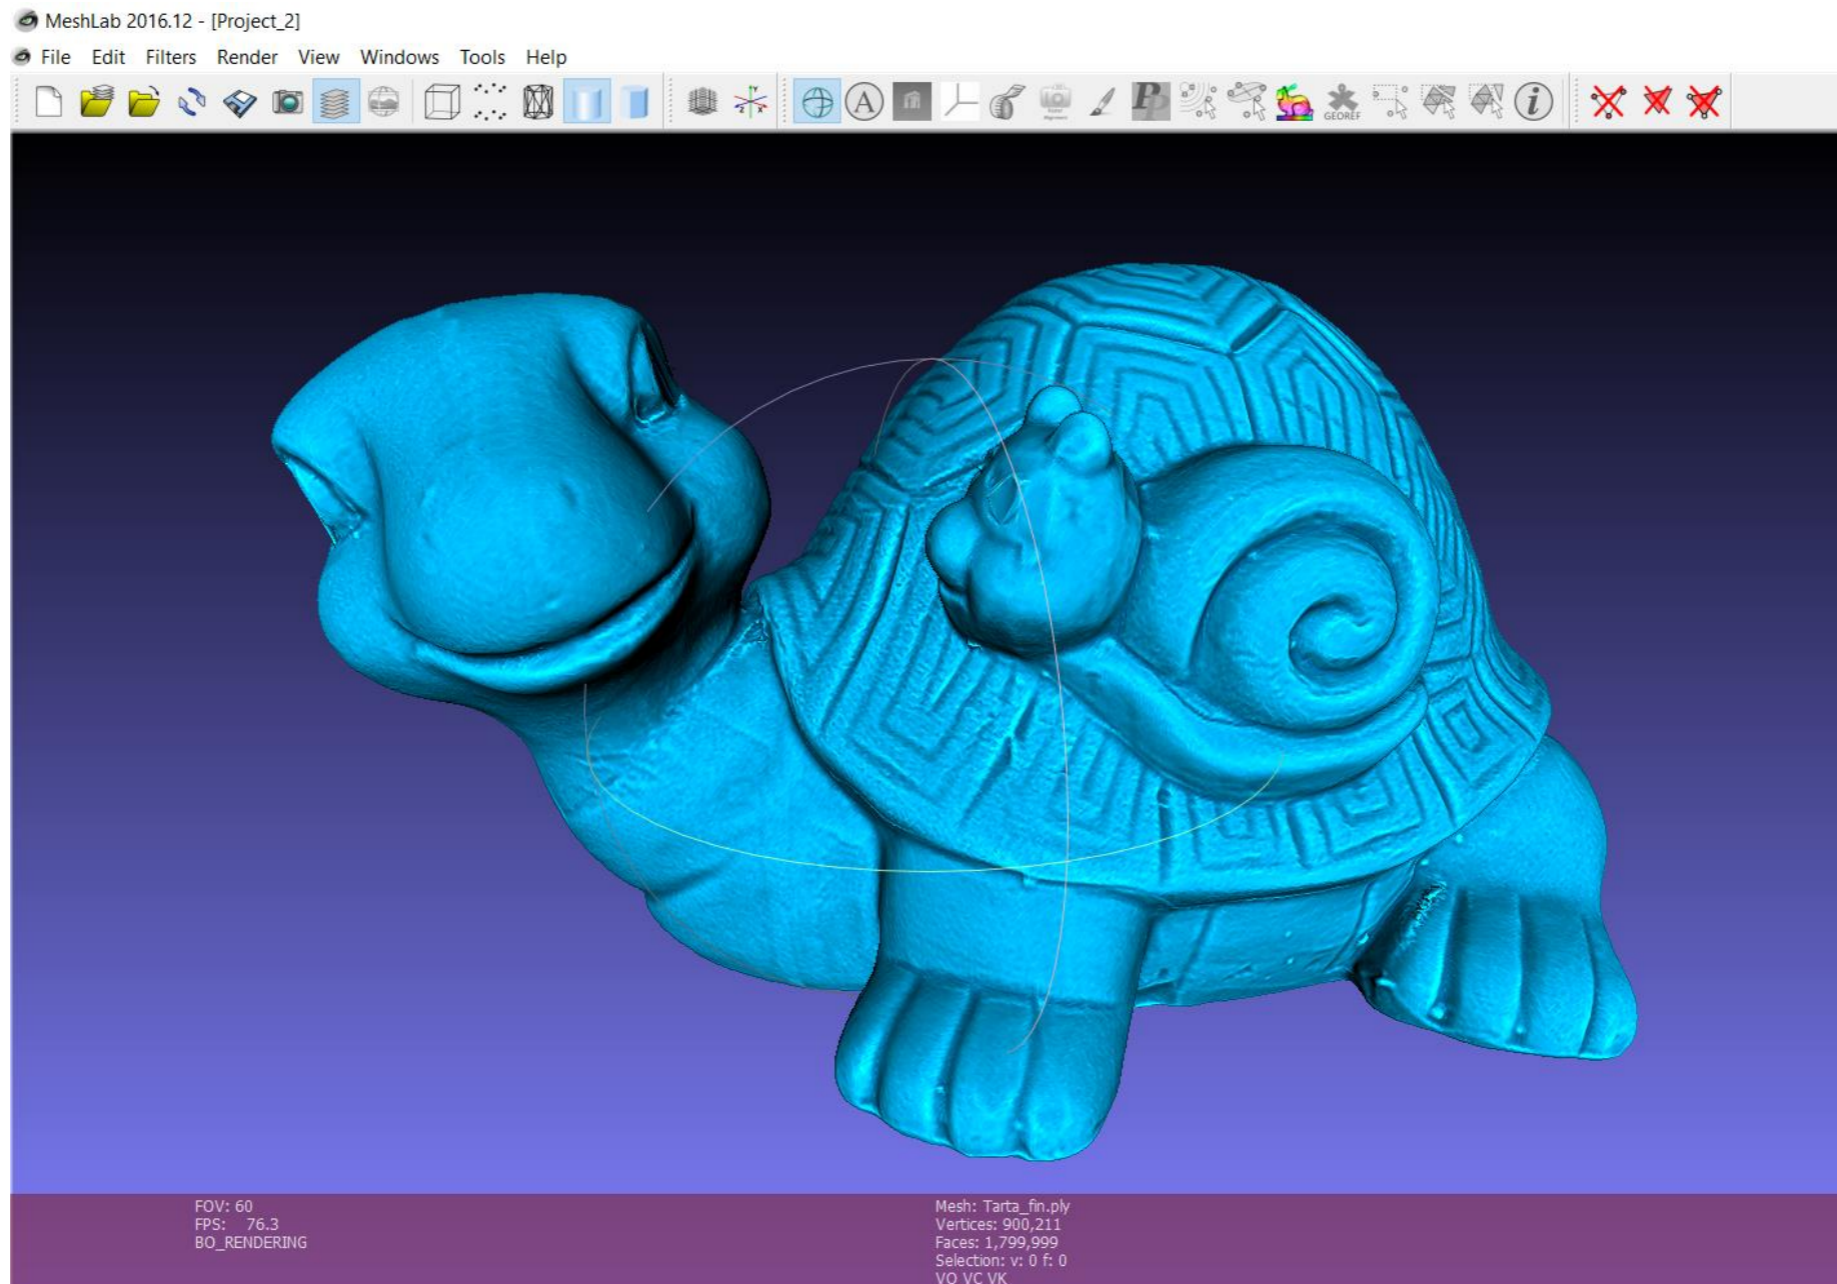 MeshLab 2016.12 - [Project_2]
File Edit Filters Render View Windows Tools Help
A
GEOREF
i
FOV: 60
FPS: 76.3
BO_RENDERING
Mesh: Tarta_fin.ply
Vertices: 900,211
Faces: 1,799,999
Selection: v: 0 f: 0
VQ VC VK